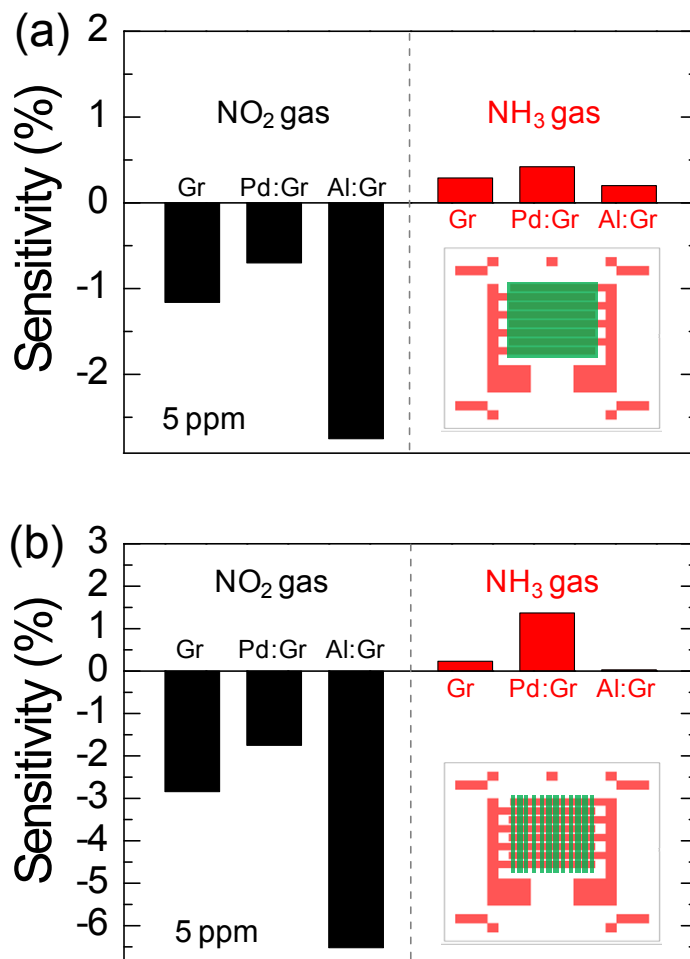 (a)
Sensitivity (%)
2
1
0
-1
-2
NO₂ gas
NH₃ gas
Gr Pd:Gr Al:Gr
Gr Pd:Gr Al:Gr
5 ppm
(b)
Sensitivity (%)
3
2
1
0
-1
-2
-3
-4
-5
-6
NO₂ gas
NH₃ gas
Gr Pd:Gr Al:Gr
Gr Pd:Gr Al:Gr
5 ppm